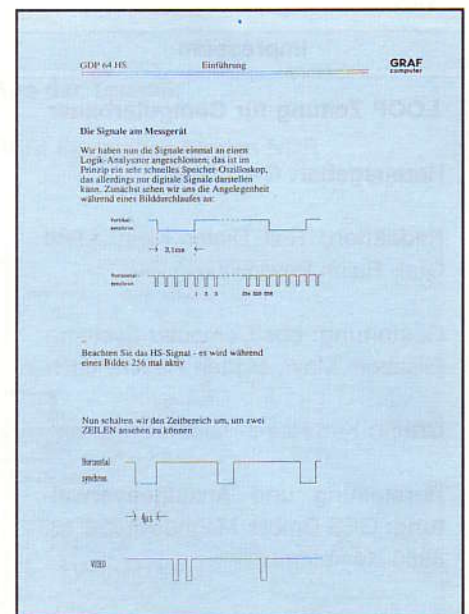 GDP 64 HS Einführung GRAF
computer
Die Signale am Messgerät
Wir haben nun die Signale einmal an einen
Logik-Analysator angeschlossen; das ist im
Prinzip ein sehr schnelles Speicher-Oszilloskop,
das allerdings nur digitale Signale darstellen
kann. Zunächst sehen wir uns die Angelegenheit
während eines Bilddurchlaufes an:
Vertikal
synchron
Horizontal
synchron
1 2 3
Beachten Sie das HS-Signal - es wird während
eines Bildes 256 mal aktiv
Nun schalten wir den Zeitbereich um, um zwei
ZEILEN ansehen zu können
Horizontal
synchron
4µs
VIDEO
Impressum
LOOP Zeitung für Computerbauer